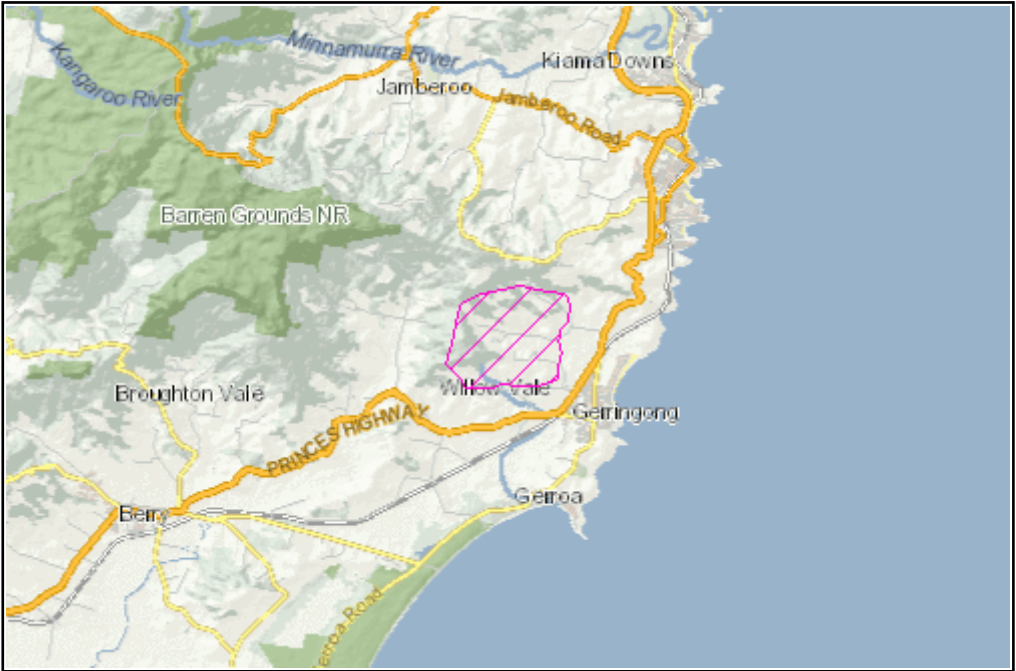 Minnamurra River
Kiama Downs
Kangaroo River
Jamberoo
Jamberoo Road
Barren Grounds NR
Willow Vale
Broughton Vale
PRINCES HIGHWAY
Gerringong
Gerroa
Berry
erroa Road